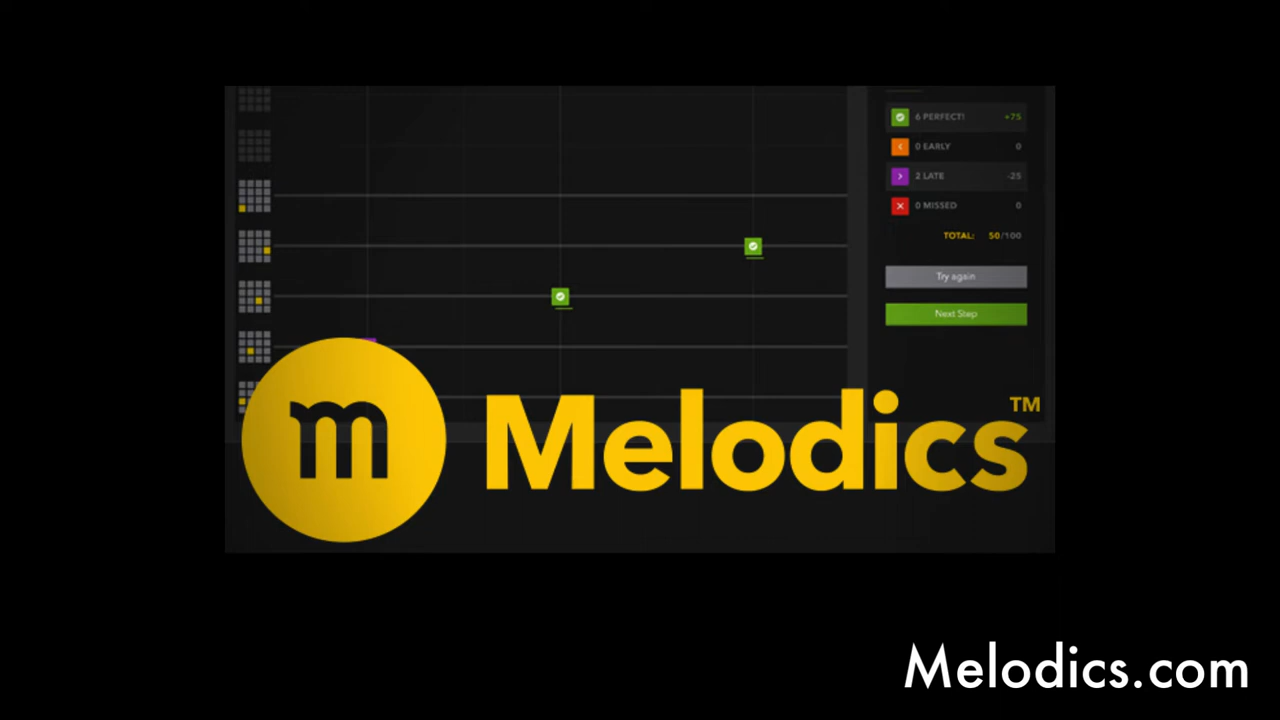 6 PERFECT! +75
0 EARLY 0
2 LATE -25
0 MISSED 0
TOTAL: 50/100
Try again
Next Step
m Melodics™
Melodics.com